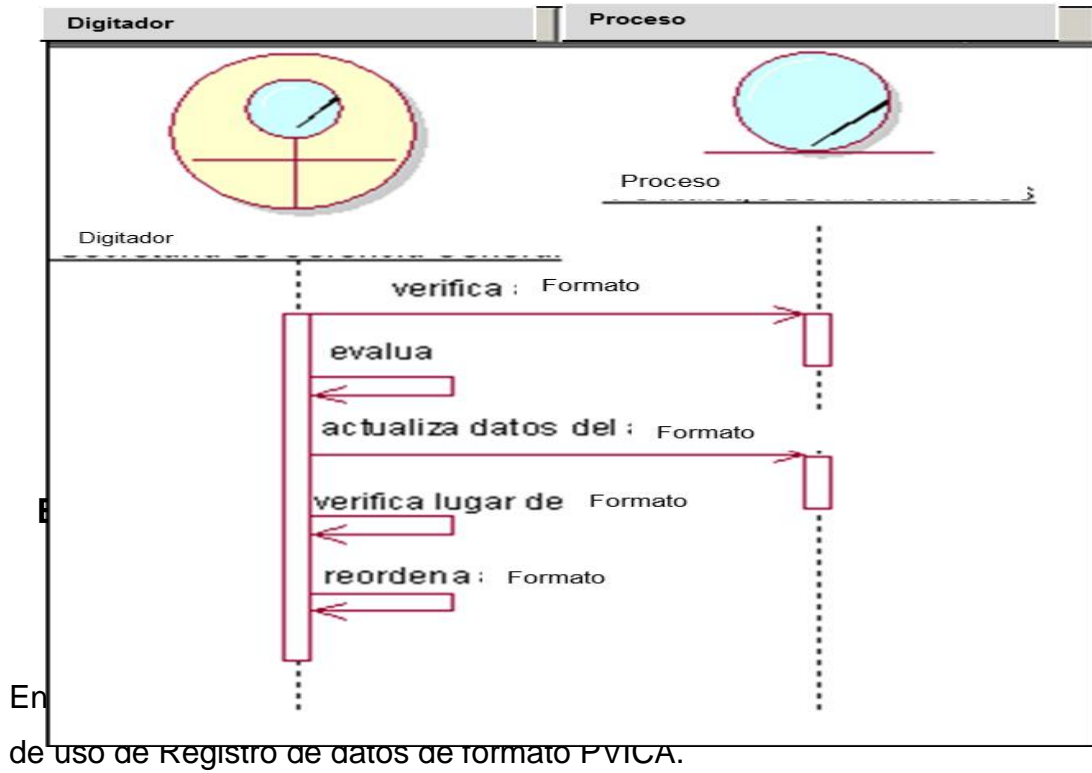 Digitador Proceso
Proceso
Digitador
verifica : Formato
evalua
actualiza datos del : Formato
verifica lugar de Formato
reordena : Formato
En
de uso de Registro de datos de formato PVICA.